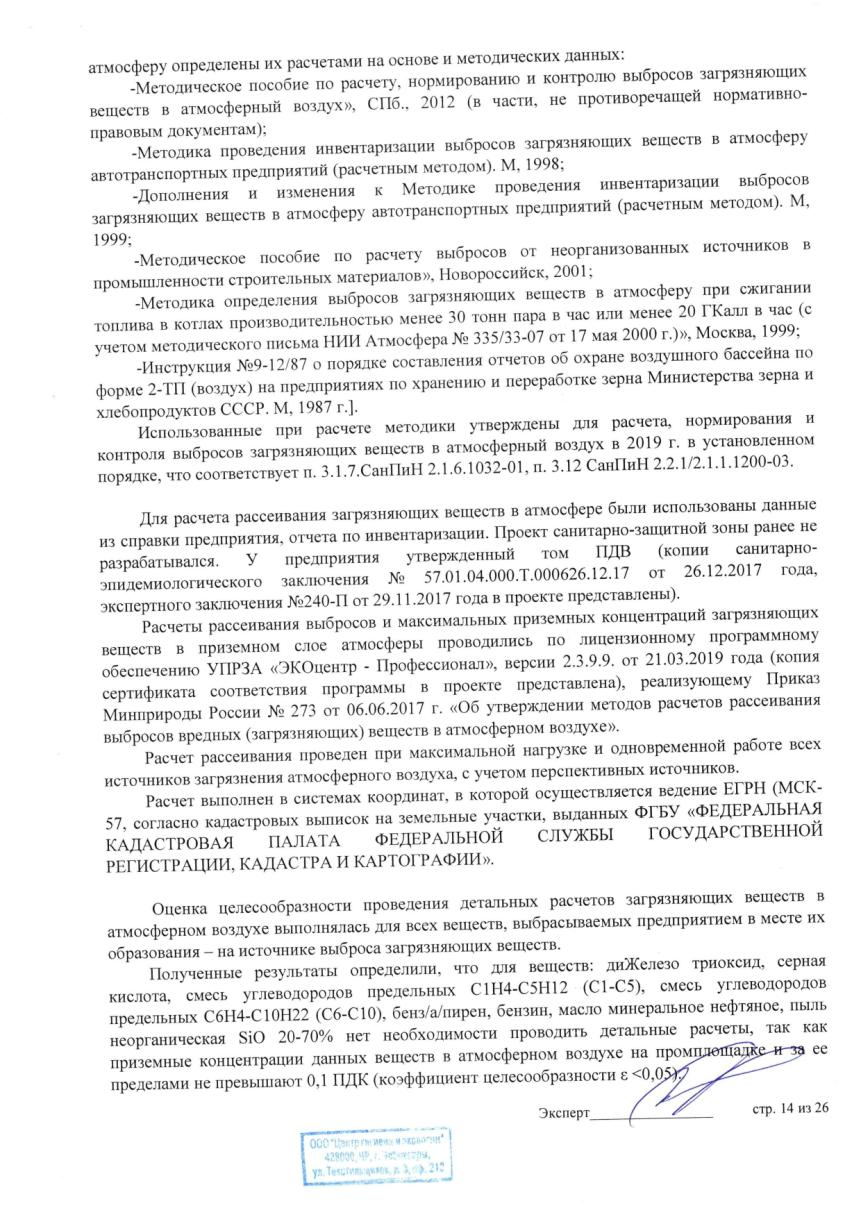 атмосферу определены их расчетами на основе и методических данных:
-Методическое пособие по расчету, нормированию и контролю выбросов загрязняющих
веществ в атмосферный воздух», СПб., 2012 (в части, не противоречащей нормативно-
правовым документам);
-Методика проведения инвентаризации выбросов загрязняющих веществ в атмосферу
автотранспортных предприятий (расчетным методом). М, 1998;
-Дополнения и изменения к Методике проведения инвентаризации выбросов
загрязняющих веществ в атмосферу автотранспортных предприятий (расчетным методом). М,
1999;
-Методическое пособие по расчету выбросов от неорганизованных источников в
промышленности строительных материалов», Новороссийск, 2001;
-Методика определения выбросов загрязняющих веществ в атмосферу при сжигании
топлива в котлах производительностью менее 30 тонн пара в час или менее 20 ГКалл в час (с
учетом методического письма НИИ Атмосфера № 335/33-07 от 17 мая 2000 г.)», Москва, 1999;
-Инструкция №9-12/87 о порядке составления отчетов об охране воздушного бассейна по
форме 2-ТП (воздух) на предприятиях по хранению и переработке зерна Министерства зерна и
хлебопродуктов СССР. М, 1987 г.].
Использованные при расчете методики утверждены для расчета, нормирования и
контроля выбросов загрязняющих веществ в атмосферный воздух в 2019 г. в установленном
порядке, что соответствует п. 3.1.7.СанПиН 2.1.6.1032-01, п. 3.12 СанПиН 2.2.1/2.1.1.1200-03.
Для расчета рассеивания загрязняющих веществ в атмосфере были использованы данные
из справки предприятия, отчета по инвентаризации. Проект санитарно-защитной зоны ранее не
разрабатывался. У предприятия утвержденный том ПДВ (копии санитарно-
эпидемиологического заключения № 57.01.04.000.Т.000626.12.17 от 26.12.2017 года,
экспертного заключения №240-П от 29.11.2017 года в проекте представлены).
Расчеты рассеивания выбросов и максимальных приземных концентраций загрязняющих
веществ в приземном слое атмосферы проводились по лицензионному программному
обеспечению УПРЗА «ЭКОцентр - Профессионал», версии 2.3.9.9. от 21.03.2019 года (копия
сертификата соответствия программы в проекте представлена), реализующему Приказ
Минприроды России № 273 от 06.06.2017 г. «Об утверждении методов расчетов рассеивания
выбросов вредных (загрязняющих) веществ в атмосферном воздухе».
Расчет рассеивания проведен при максимальной нагрузке и одновременной работе всех
источников загрязнения атмосферного воздуха, с учетом перспективных источников.
Расчет выполнен в системах координат, в которой осуществляется ведение ЕГРН (МСК-
57, согласно кадастровых выписок на земельные участки, выданных ФГБУ «ФЕДЕРАЛЬНАЯ
КАДАСТРОВАЯ ПАЛАТА ФЕДЕРАЛЬНОЙ СЛУЖБЫ ГОСУДАРСТВЕННОЙ
РЕГИСТРАЦИИ, КАДАСТРА И КАРТОГРАФИИ».
Оценка целесообразности проведения детальных расчетов загрязняющих веществ в
атмосферном воздухе выполнялась для всех веществ, выбрасываемых предприятием в месте их
образования – на источнике выброса загрязняющих веществ.
Полученные результаты определили, что для веществ: диЖелезо триоксид, серная
кислота, смесь углеводородов предельных C1H4-C5H12 (C1-C5), смесь углеводородов
предельных C6H4-C10H22 (C6-C10), бенз/а/пирен, бензин, масло минеральное нефтяное, пыль
неорганическая SiO 20-70% нет необходимости проводить детальные расчеты, так как
приземные концентрации данных веществ в атмосферном воздухе на промплощадке и за ее
пределами не превышают 0,1 ПДК (коэффициент целесообразности ε <0,05).
Эксперт__________________ стр. 14 из 26
ООО "Центр гигиены и экологии"
428000, ЧР, г. Чебоксары,
ул. Текстильщиков, д. 8, оф. 212